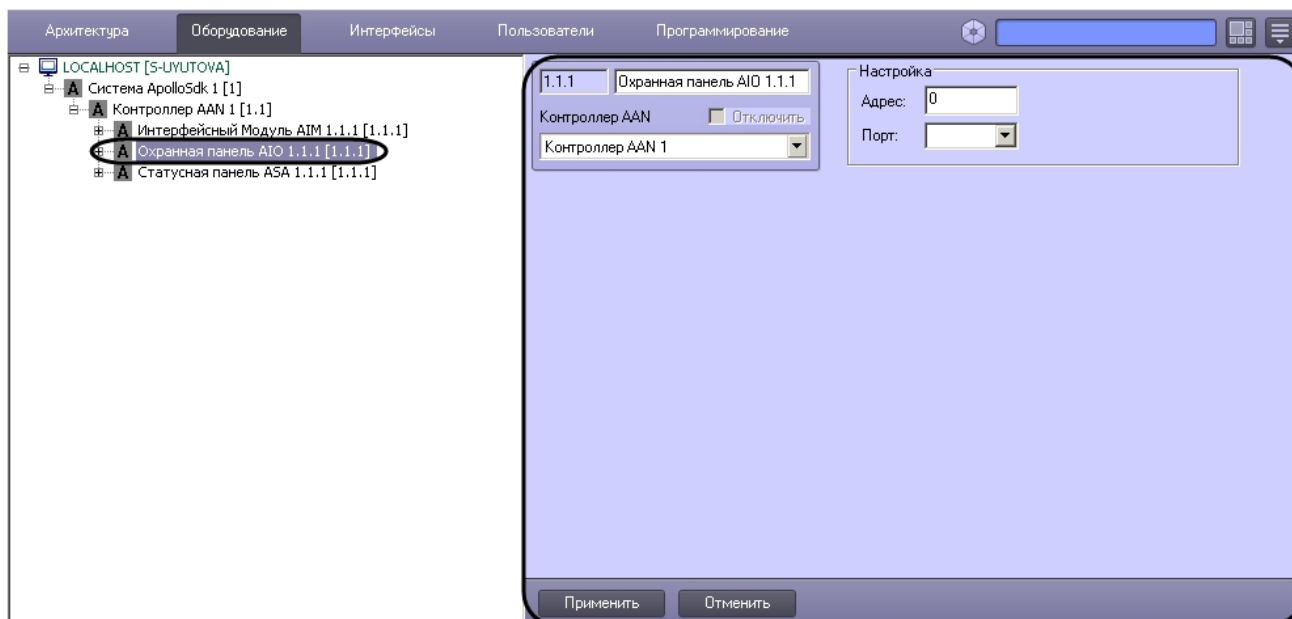 Архитектура Оборудование Интерфейсы Пользователи Программирование
LOCALHOST [S-UYUTOVA]
A Система ApolloSdk 1 [1]
A Контроллер AAN 1 [1.1]
A Интерфейсный Модуль AIM 1.1.1 [1.1.1]
A Охранная панель AIO 1.1.1 [1.1.1]
A Статусная панель ASA 1.1.1 [1.1.1]
1.1.1 Охранная панель AIO 1.1.1
Контроллер AAN Отключить
Контроллер AAN 1
Настройка
Адрес: 0
Порт:
Применить Отменить